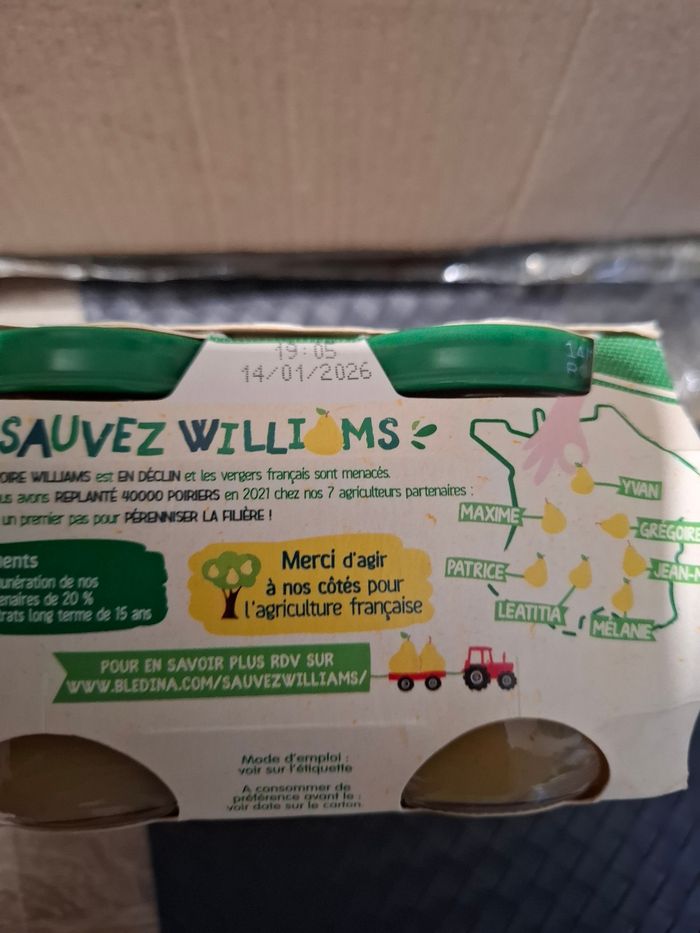 19:05
14/01/2026
SAUVEZ WILLIAMS
OIRE WILLIAMS est EN DÉCLIN et les vergers français sont menacés.
us avons REPLANTÉ 40000 POIRIERS en 2021 chez nos 7 agriculteurs partenaires :
un premier pas pour PÉRENNISER LA FILIÈRE !
YVAN
MAXIME
GRÉGOIRE
PATRICE
JEAN-M
LEATITIA
MÉLANIE
ments
unération de nos
enaires de 20 %
trats long terme de 15 ans
Merci d'agir
à nos côtés pour
l'agriculture française
POUR EN SAVOIR PLUS RDV SUR
WWW.BLEDINA.COM/SAUVEZWILLIAMS/
Mode d'emploi :
voir sur l'étiquette
A consommer de
préférence avant le :
voir date sur le carton